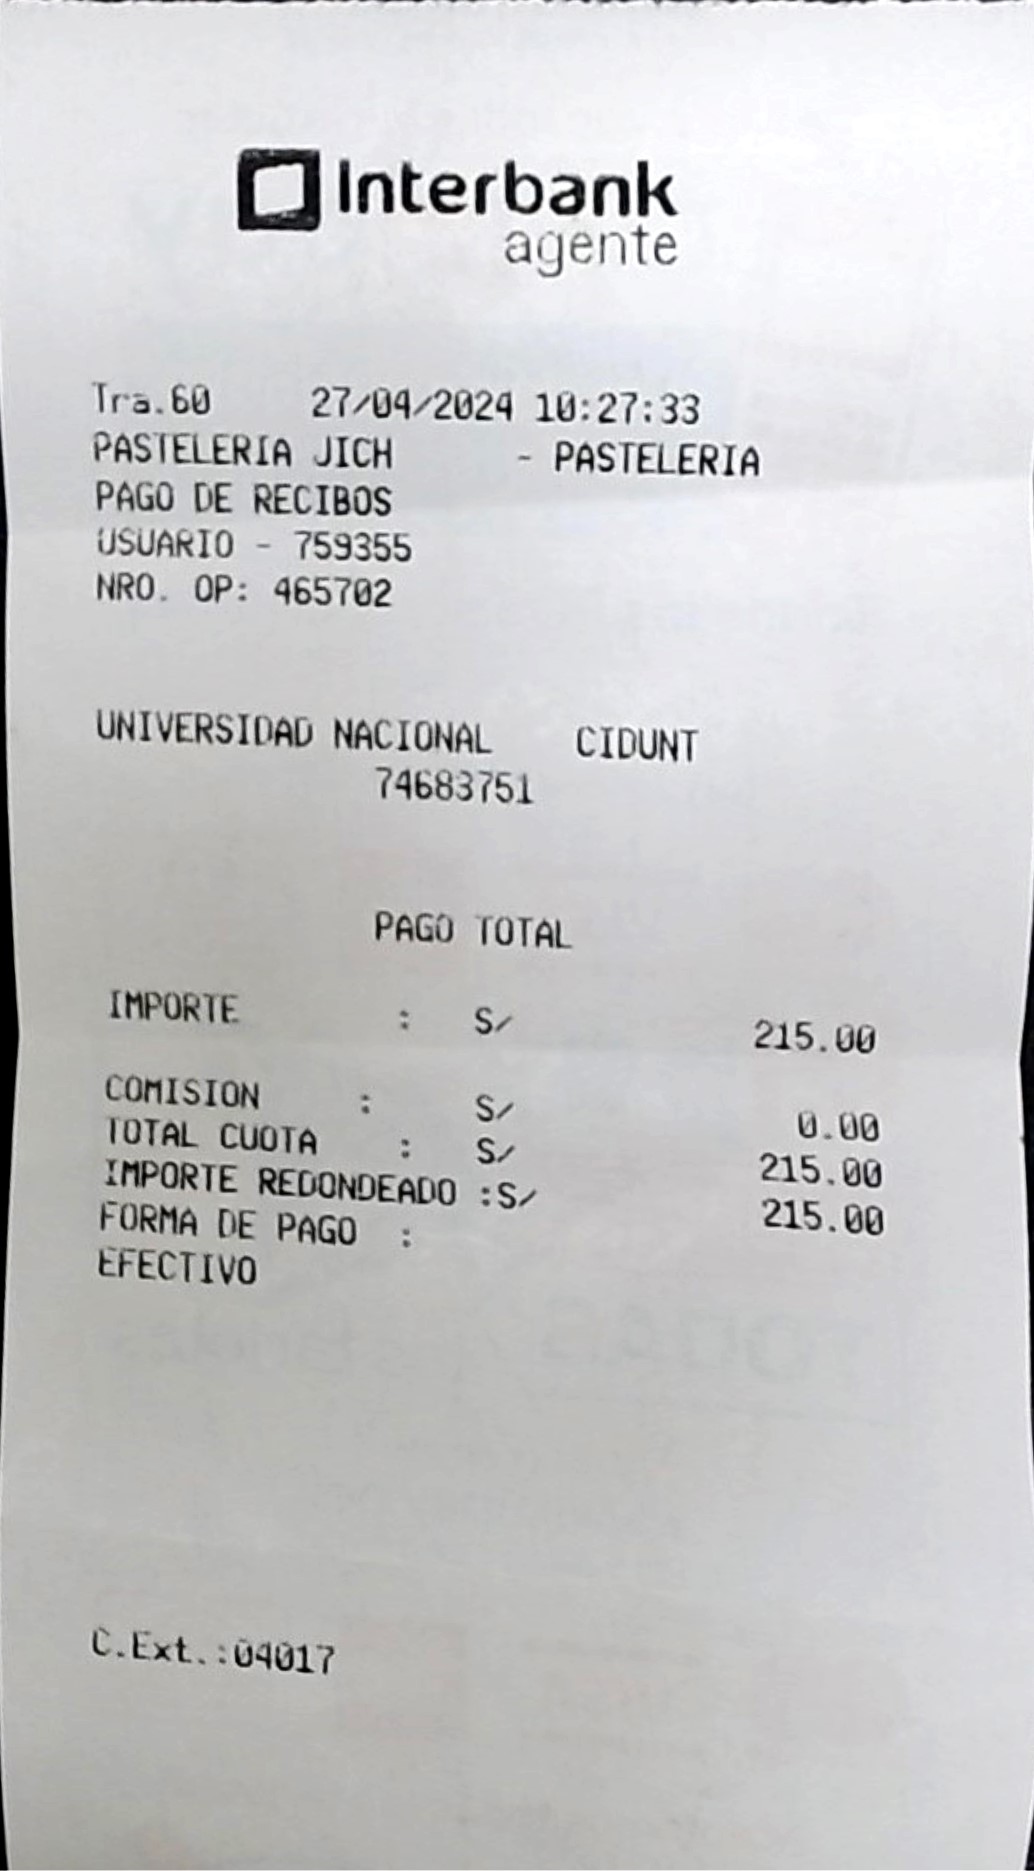 Interbank
agente
Tra.60 27/04/2024 10:27:33
PASTELERIA JICH - PASTELERIA
PAGO DE RECIBOS
USUARIO - 759355
NRO. OP: 465702
UNIVERSIDAD NACIONAL CIDUNT
74683751
PAGO TOTAL
IMPORTE : S/ 215.00
COMISION : S/ 0.00
TOTAL CUOTA : S/ 215.00
IMPORTE REDONDEADO :S/ 215.00
FORMA DE PAGO :
EFECTIVO
C.Ext.:04017